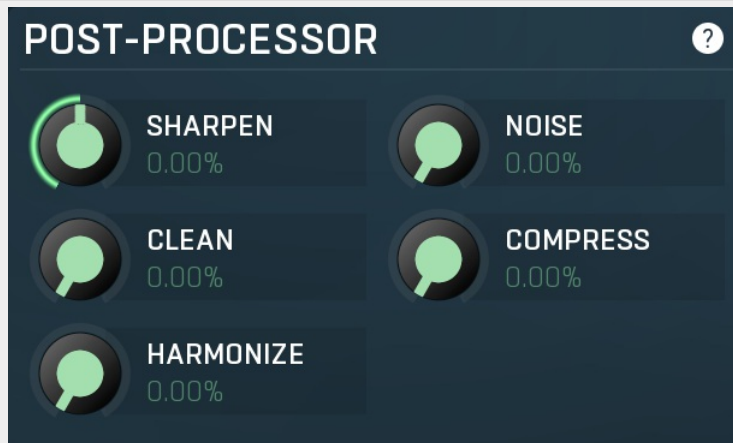 POST-PROCESSOR ?
SHARPEN
0.00%
NOISE
0.00%
CLEAN
0.00%
COMPRESS
0.00%
HARMONIZE
0.00%